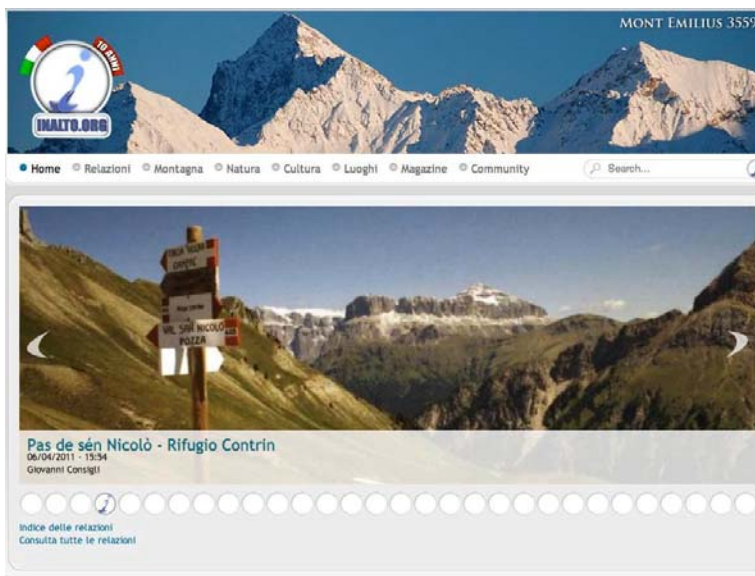 MONT EMILIUS 3559
10 ANNI
INALTO.ORG
Home Relazioni Montagna Natura Cultura Luoghi Magazine Community
Search...
CIAMPAC
VAL SAN NICOLÒ
POZZA
Pas de sén Nicolò - Rifugio Contrin
06/04/2011 - 15:54
Giovanni Consigli
Indice delle relazioni
Consulta tutte le relazioni